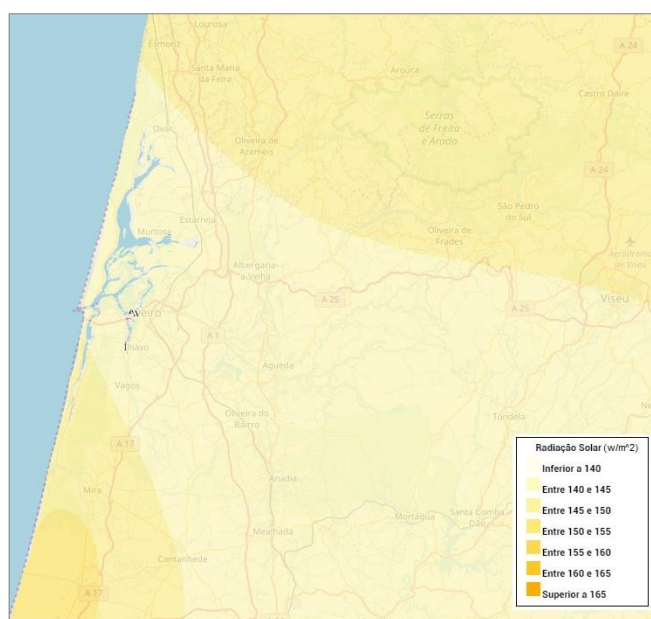 Lourosa
Esmoriz
A 24
Santa Maria
da Feira
Arouca
Castro Daire
Serras
de Freita
e Arada
Ovar
Oliveira de
Azeméis
A 24
São Pedro
do Sul
Estarreja
Murtosa
Oliveira de
Frades
Aeródromo
de Viseu
Albergaria
-a-Velha
A 25
Viseu
A 25
A 1
Vagos
Águeda
Oliveira do
Bairro
Tondela
A 17
Anadia
Mira
Mortágua
Santa Comba
Dão
Mealhada
Cantanhede
A 17
Radiação Solar (w/m^2)
Inferior a 140
Entre 140 e 145
Entre 145 e 150
Entre 150 e 155
Entre 155 e 160
Entre 160 e 165
Superior a 165